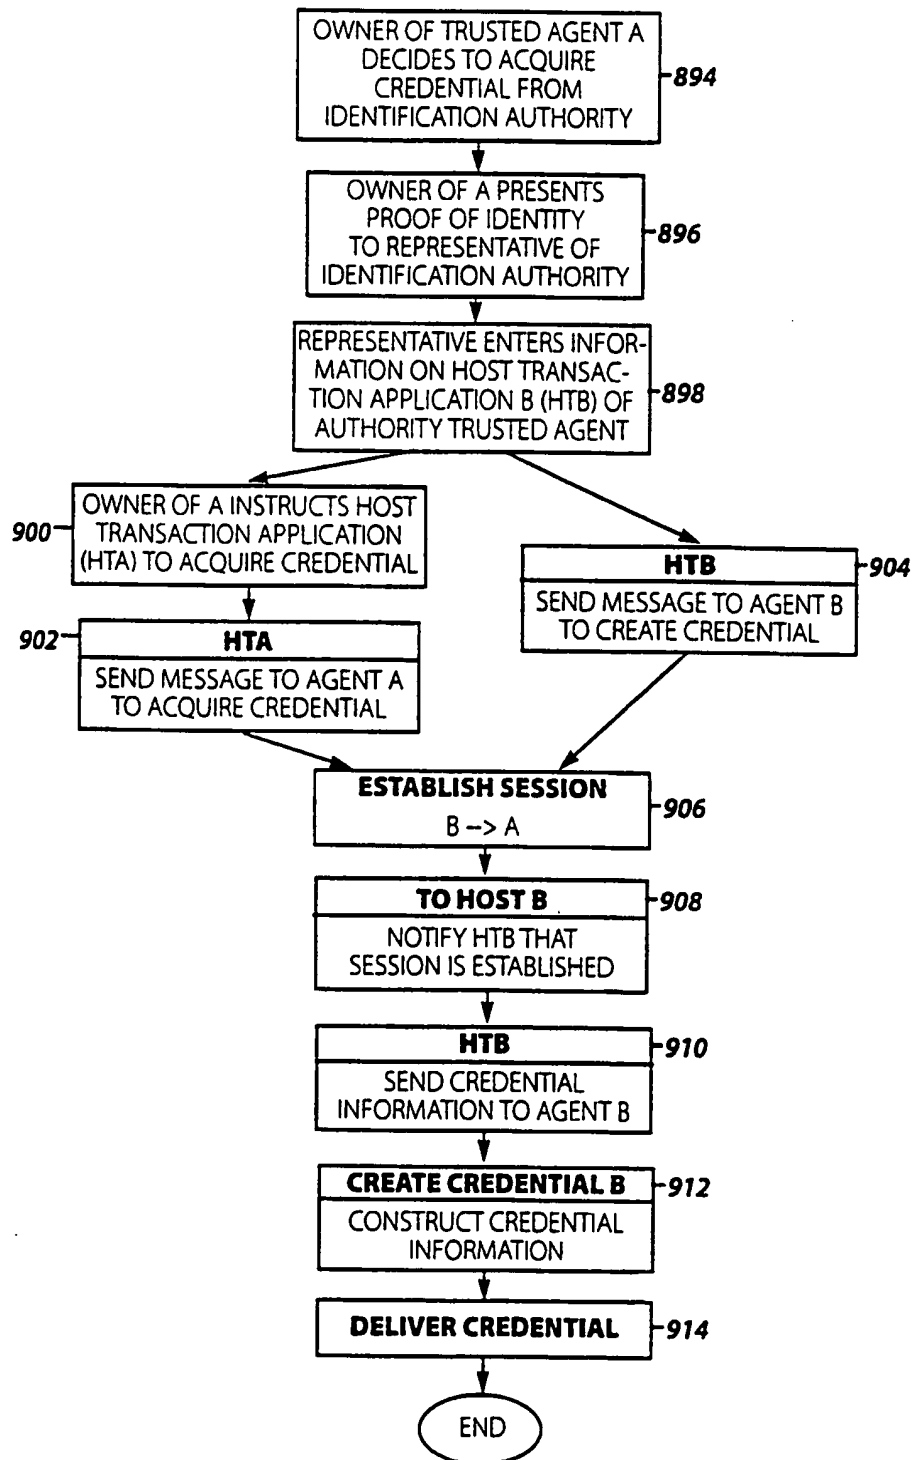 OWNER OF TRUSTED AGENT A
DECIDES TO ACQUIRE
CREDENTIAL FROM
IDENTIFICATION AUTHORITY
894
OWNER OF A PRESENTS
PROOF OF IDENTITY
TO REPRESENTATIVE OF
IDENTIFICATION AUTHORITY
896
REPRESENTATIVE ENTERS INFOR-
MATION ON HOST TRANSAC-
TION APPLICATION B (HTB) OF
AUTHORITY TRUSTED AGENT
898
900
OWNER OF A INSTRUCTS HOST
TRANSACTION APPLICATION
(HTA) TO ACQUIRE CREDENTIAL
902
HTA
SEND MESSAGE TO AGENT A
TO ACQUIRE CREDENTIAL
HTB
904
SEND MESSAGE TO AGENT B
TO CREATE CREDENTIAL
ESTABLISH SESSION
906
B --> A
TO HOST B
908
NOTIFY HTB THAT
SESSION IS ESTABLISHED
HTB
910
SEND CREDENTIAL
INFORMATION TO AGENT B
CREATE CREDENTIAL B
912
CONSTRUCT CREDENTIAL
INFORMATION
DELIVER CREDENTIAL
914
END